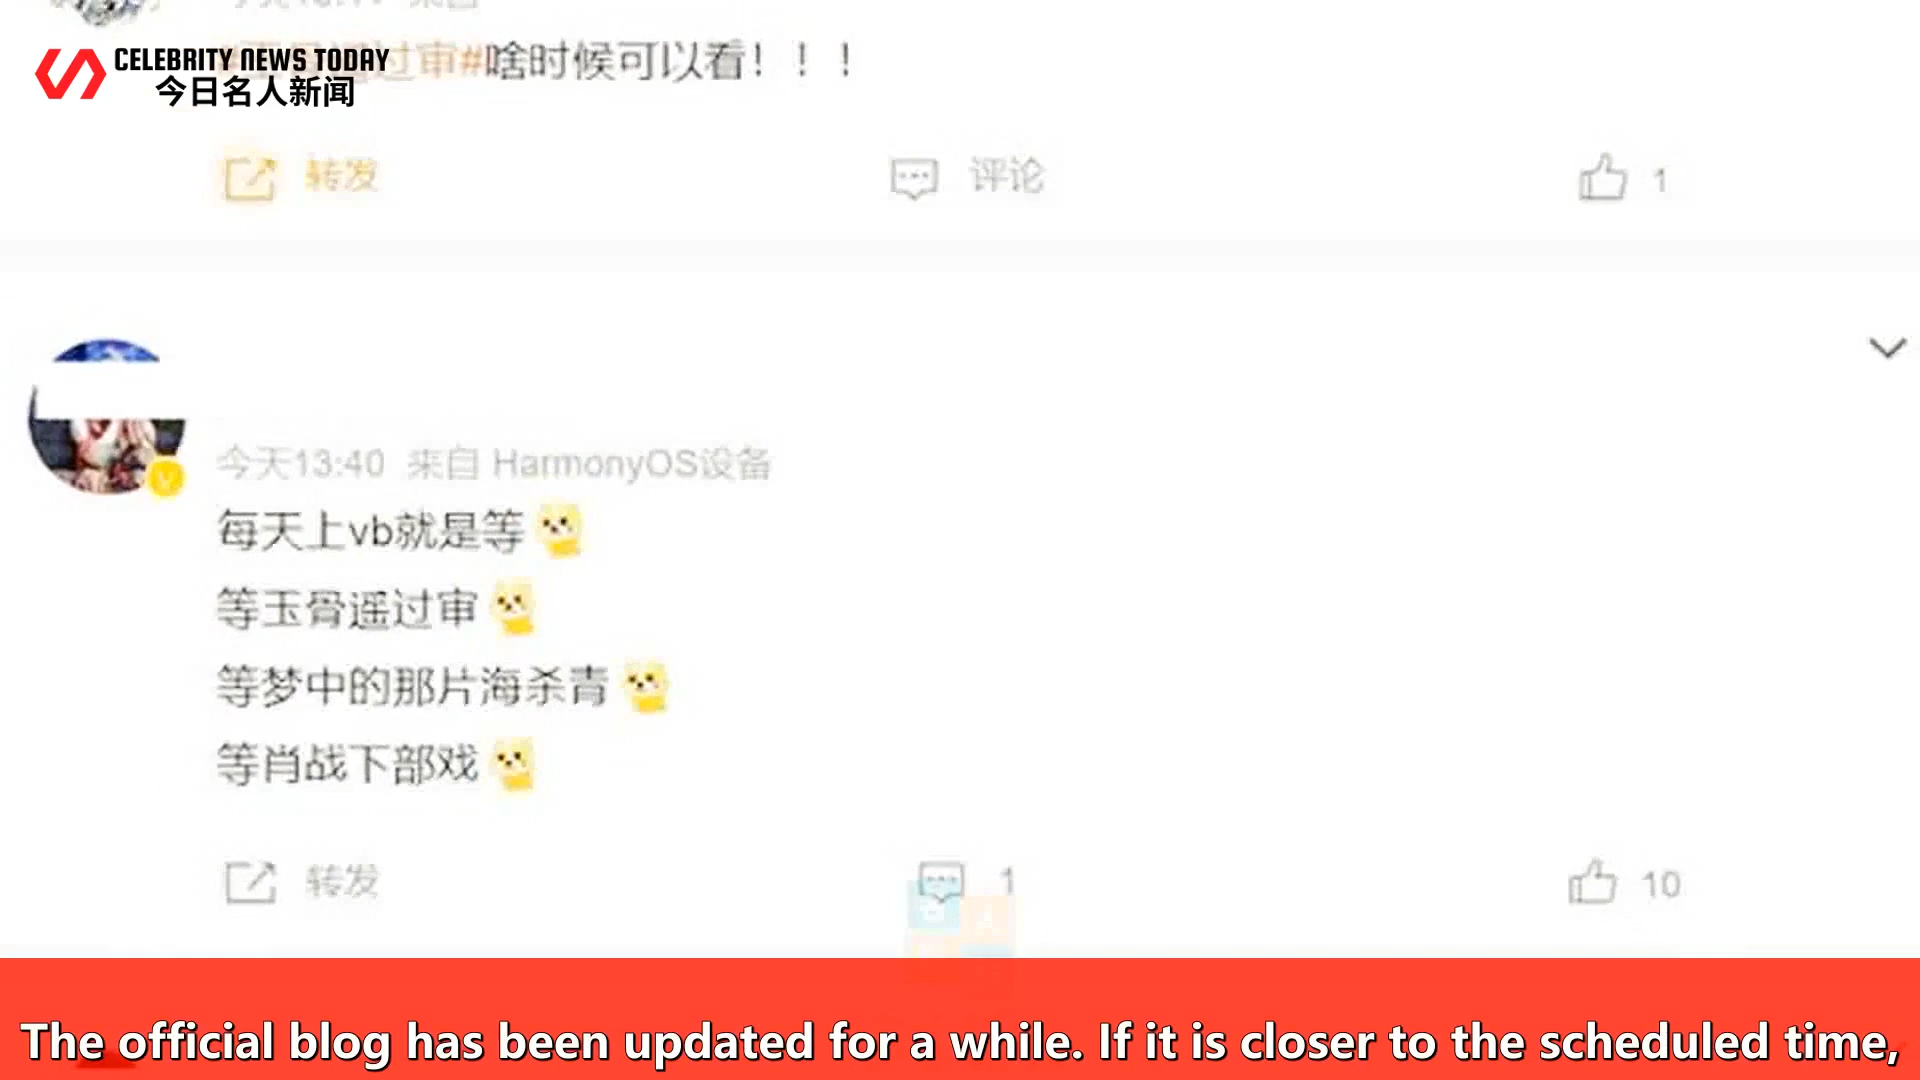 CELEBRITY NEWS TODAY
今日名人新闻
过审#啥时候可以看！！！
转发
评论
1
今天13:40 来自 HarmonyOS设备
每天上vb就是等
等玉骨遥过审
等梦中的那片海杀青
等肖战下部戏
转发
1
10
The official blog has been updated for a while. If it is closer to the scheduled time,